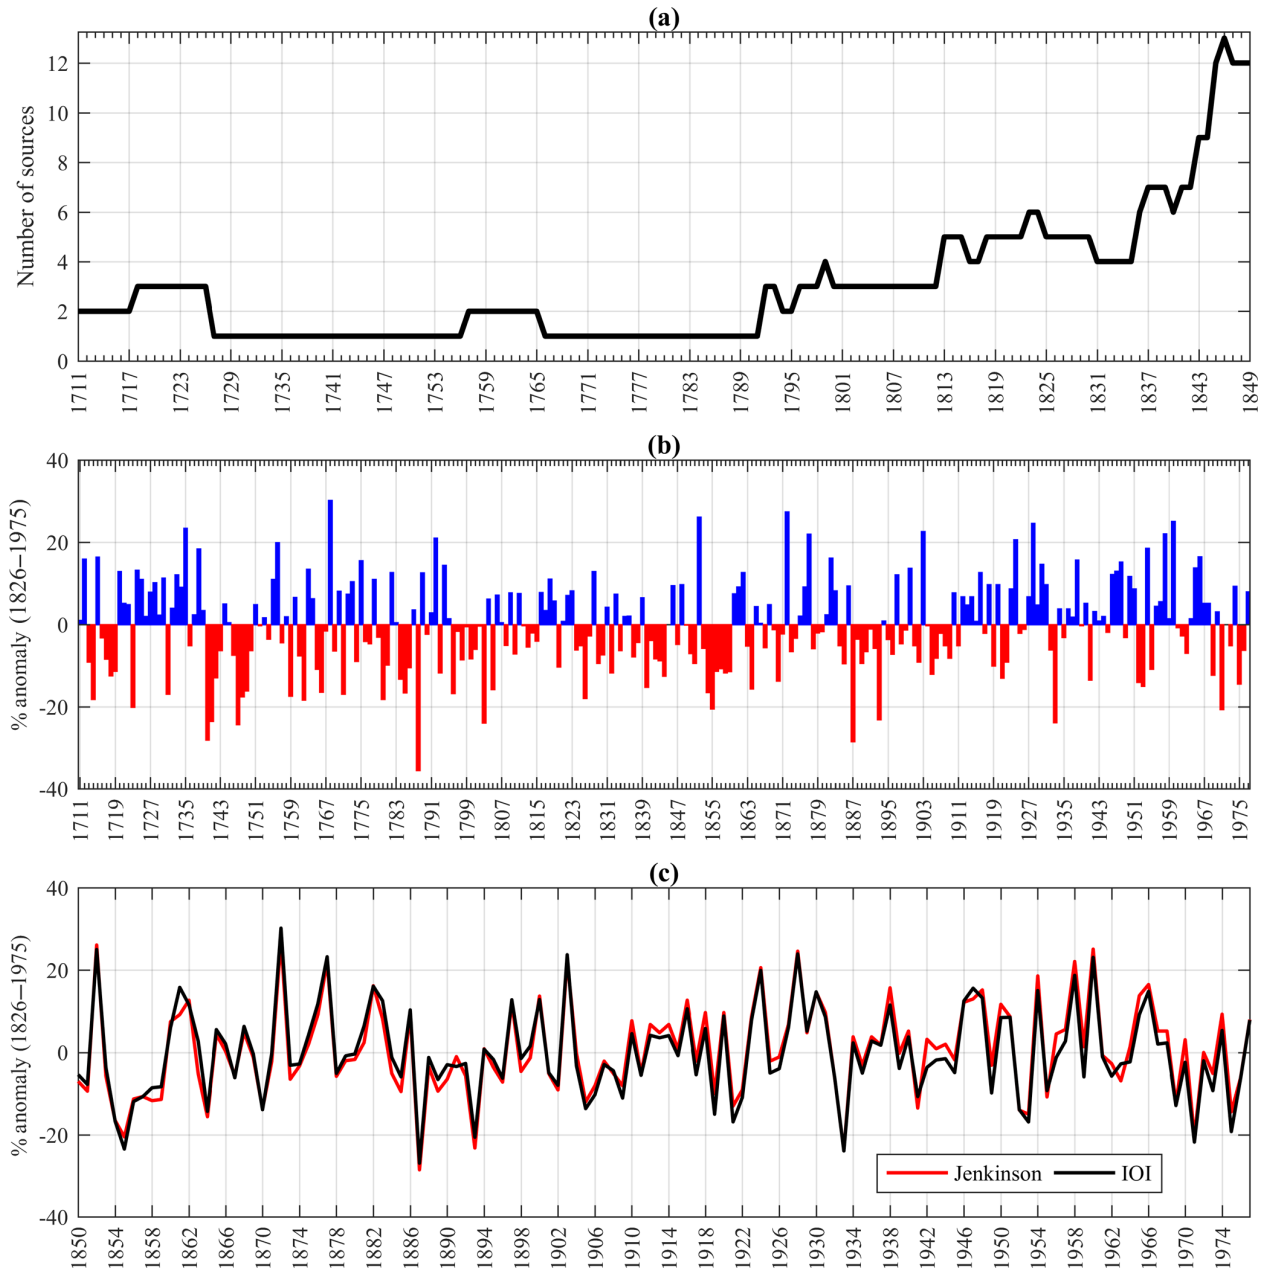 (a)
Number of sources
12
10
8
6
4
2
0
1711 1717 1723 1729 1735 1741 1747 1753 1759 1765 1771 1777 1783 1789 1795 1801 1807 1813 1819 1825 1831 1837 1843 1849
(b)
% anomaly (1826–1975)
40
20
0
-20
-40
1711 1719 1727 1735 1743 1751 1759 1767 1775 1783 1791 1799 1807 1815 1823 1831 1839 1847 1855 1863 1871 1879 1887 1895 1903 1911 1919 1927 1935 1943 1951 1959 1967 1975
(c)
% anomaly (1826–1975)
40
20
0
-20
-40
Jenkinson IOI
1850 1854 1858 1862 1866 1870 1874 1878 1882 1886 1890 1894 1898 1902 1906 1910 1914 1918 1922 1926 1930 1934 1938 1942 1946 1950 1954 1958 1962 1966 1970 1974